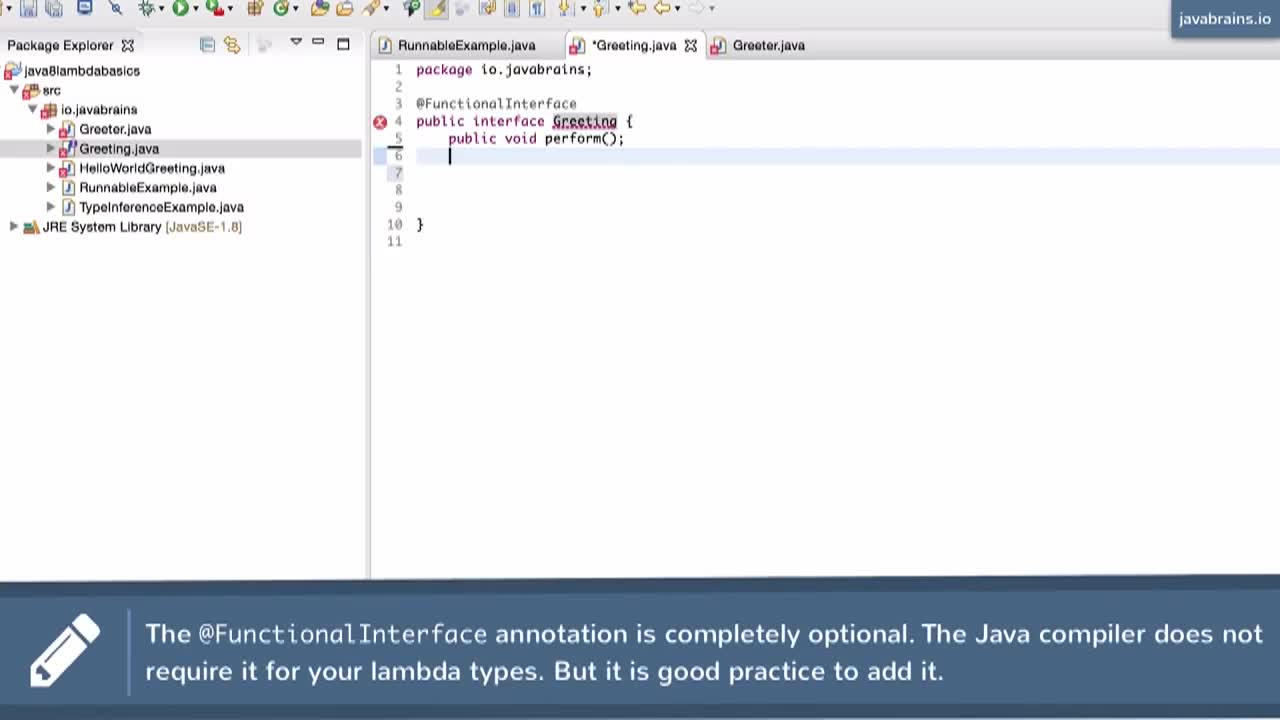 javabrains.io
Package Explorer
RunnableExample.java
*Greeting.java
Greeter.java
java8lambdabasics
src
io.javabrains
Greeter.java
Greeting.java
HelloWorldGreeting.java
RunnableExample.java
TypeInferenceExample.java
JRE System Library [JavaSE-1.8]
1 package io.javabrains;
2
3 @FunctionalInterface
4 public interface Greeting {
5 public void perform();
6
7
8
9
10 }
11
The @FunctionalInterface annotation is completely optional. The Java compiler does not
require it for your lambda types. But it is good practice to add it.